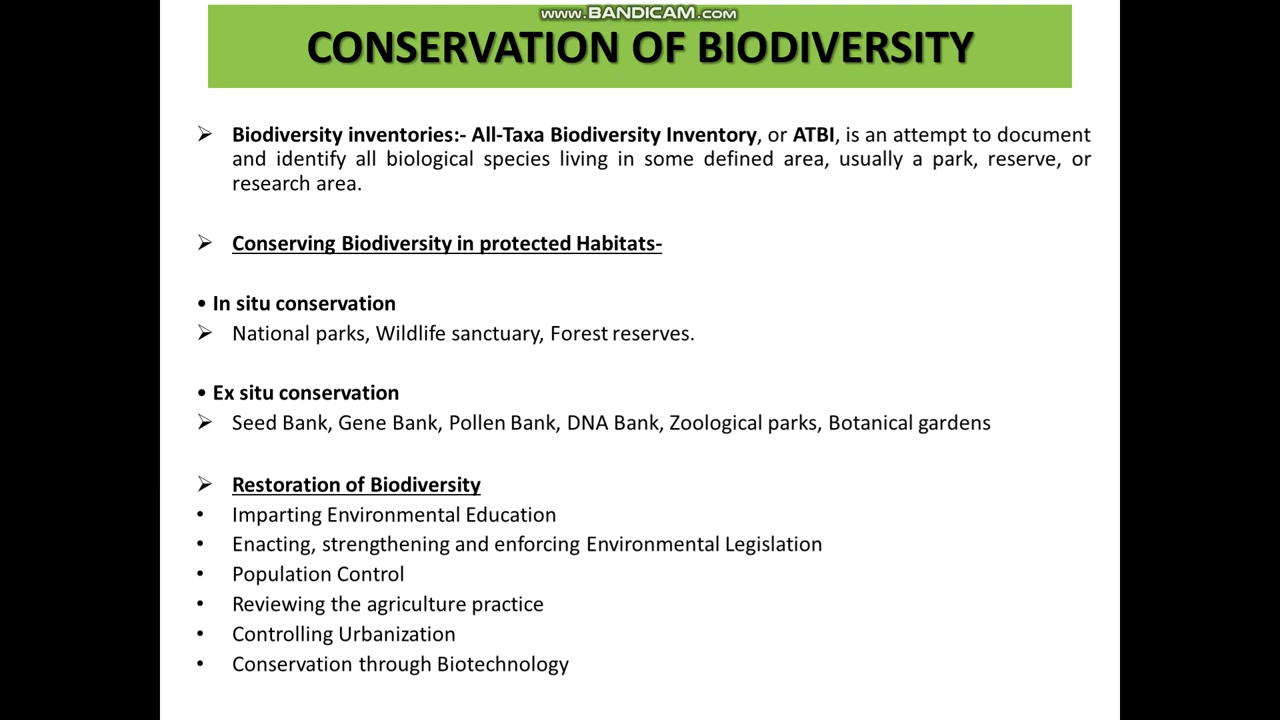 www.BANDICAM.com
CONSERVATION OF BIODIVERSITY
➢ Biodiversity inventories:- All-Taxa Biodiversity Inventory, or ATBI, is an attempt to document
and identify all biological species living in some defined area, usually a park, reserve, or
research area.
➢ Conserving Biodiversity in protected Habitats-
• In situ conservation
➢ National parks, Wildlife sanctuary, Forest reserves.
• Ex situ conservation
➢ Seed Bank, Gene Bank, Pollen Bank, DNA Bank, Zoological parks, Botanical gardens
➢ Restoration of Biodiversity
• Imparting Environmental Education
• Enacting, strengthening and enforcing Environmental Legislation
• Population Control
• Reviewing the agriculture practice
• Controlling Urbanization
• Conservation through Biotechnology